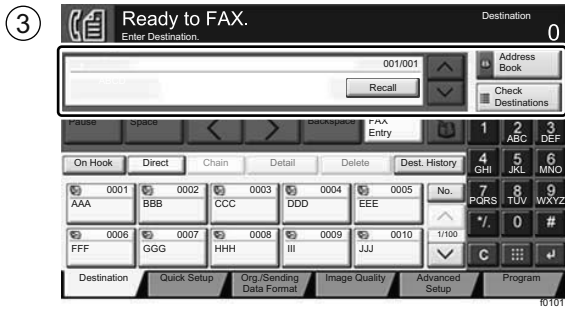 3
Ready to FAX.
Enter Destination.
Destination
0
001/001
Recall
Address
Book
Check
Destinations
Pause Space Backspace FAX
Entry
1 2 ABC 3 DEF
On Hook Direct Chain Detail Delete Dest. History
4 GHI 5 JKL 6 MNO
0001 0002 0003 0004 0005 No.
AAA BBB CCC DDD EEE
7 PQRS 8 TUV 9 WXYZ
*/. 0 #
0006 0007 0008 0009 0010 1/100
FFF GGG HHH III JJJ
C
Destination Quick Setup Org./Sending
Data Format Image Quality Advanced
Setup Program
f0101